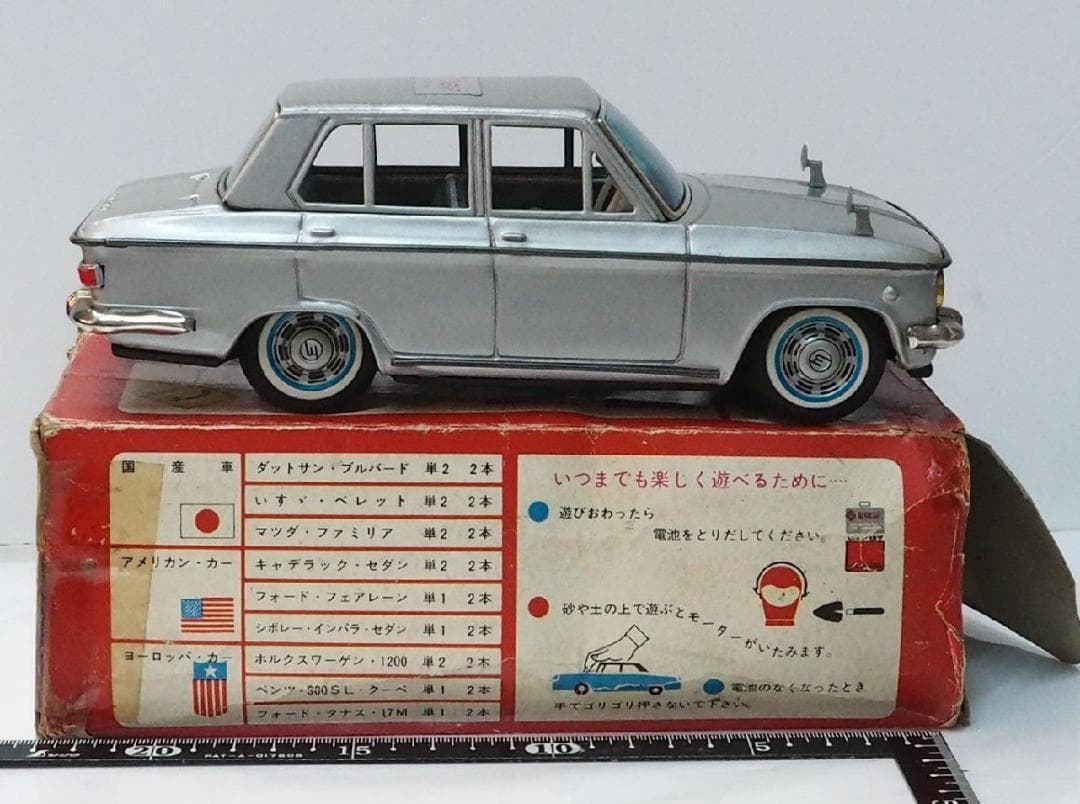 国産車
ダットサン・ブルバード 単2 2本
いすゞ・ベレット 単2 2本
マツダ・ファミリア 単2 2本
アメリカン・カー
キャデラック・セダン 単2 2本
フォード・フェアレーン 単1 2本
シボレー・インパラ・セダン 単1 2本
ヨーロッパ・カー
ホルクスワーゲン・1200 単2 2本
ベンツ・300SL・クーペ 単1 2本
フォード・タナス・17M 単1 2本
いつまでも楽しく遊べるために……
遊びおわったら
電池をとりだしてください。
砂や土の上で遊ぶとモーターがいたみます。
電池のなくなったとき
手でゴリゴリ押さないで下さい。
20 15 10 5
PAT-A-017805